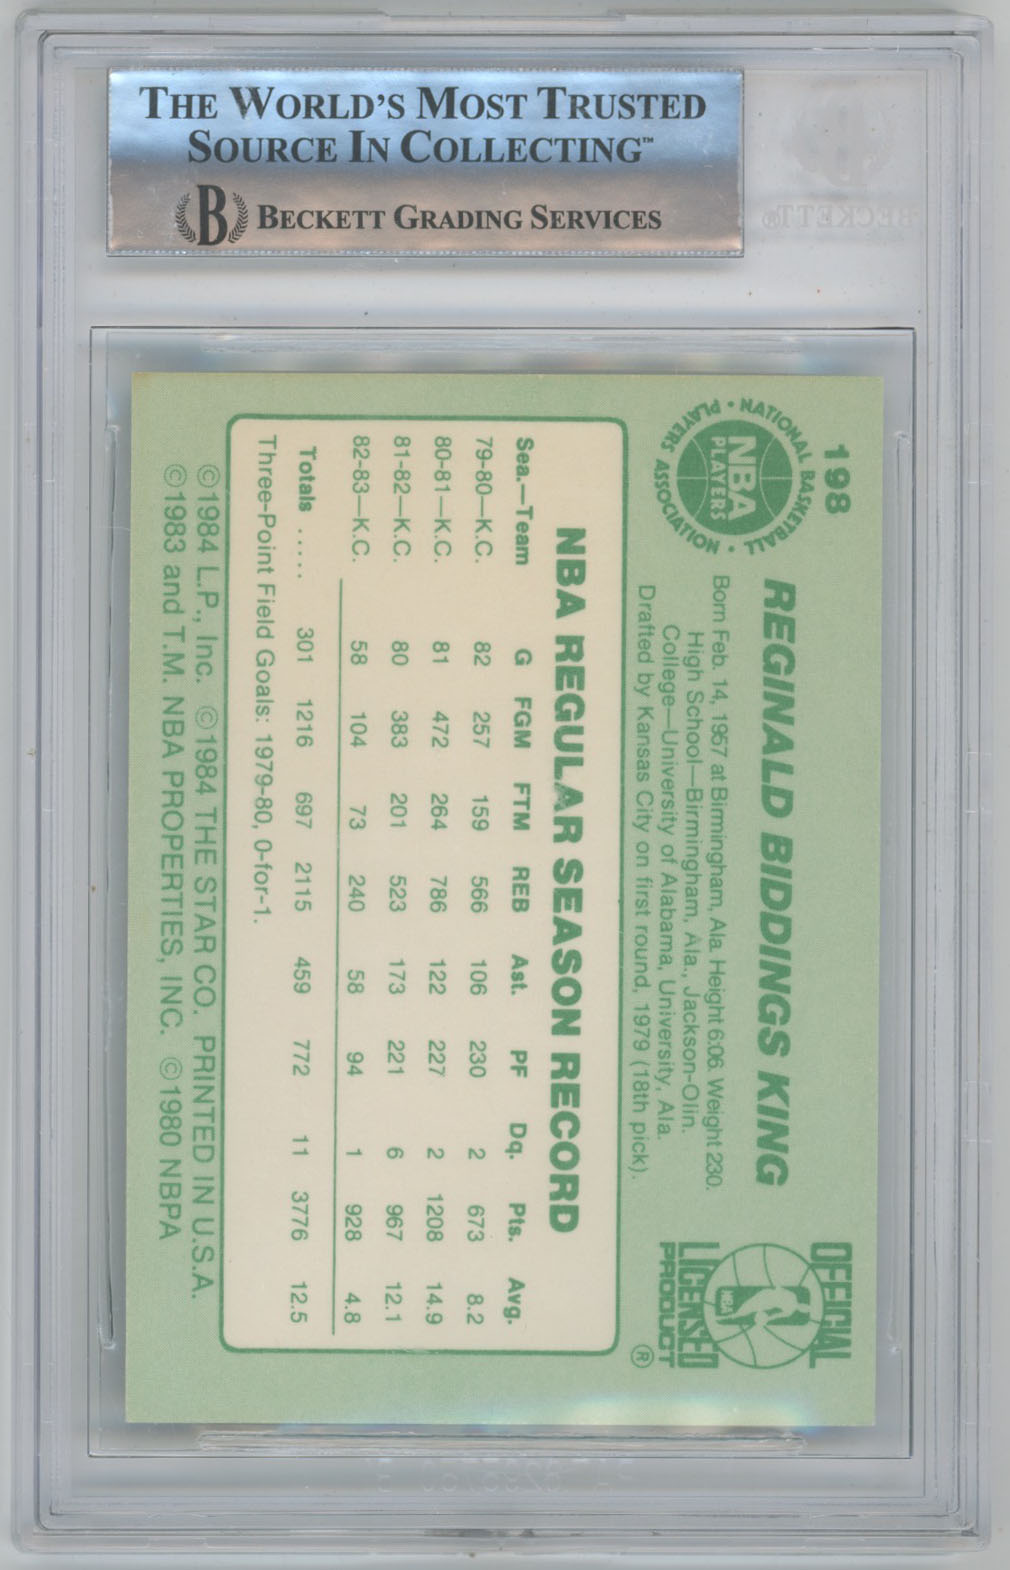 THE WORLD'S MOST TRUSTED
SOURCE IN COLLECTING™
B BECKETT GRADING SERVICES
BECKETT®
198
REGINALD BIDDINGS KING
Born Feb. 14, 1957 at Birmingham, Ala. Height 6:06. Weight 230.
High School—Birmingham, Ala., Jackson-Olin.
College—University of Alabama, University, Ala.
Drafted by Kansas City on first round, 1979 (18th pick).
NATIONAL BASKETBALL • PLAYERS ASSOCIATION •
NBA
PLAYERS
OFFICIAL
NBA
LICENSED
PRODUCT
®
NBA REGULAR SEASON RECORD
Sea.—Team G FGM FTM REB Ast. PF Dq. Pts. Avg.
79-80—K.C. 82 257 159 566 106 230 2 673 8.2
80-81—K.C. 81 472 264 786 122 227 2 1208 14.9
81-82—K.C. 80 383 201 523 173 221 6 967 12.1
82-83—K.C. 58 104 73 240 58 94 1 928 4.8
Totals ..... 301 1216 697 2115 459 772 11 3776 12.5
Three-Point Field Goals: 1979-80, 0-for-1.
©1984 L.P., Inc. ©1984 THE STAR CO. PRINTED IN U.S.A.
©1983 and T.M. NBA PROPERTIES, INC. ©1980 NBPA